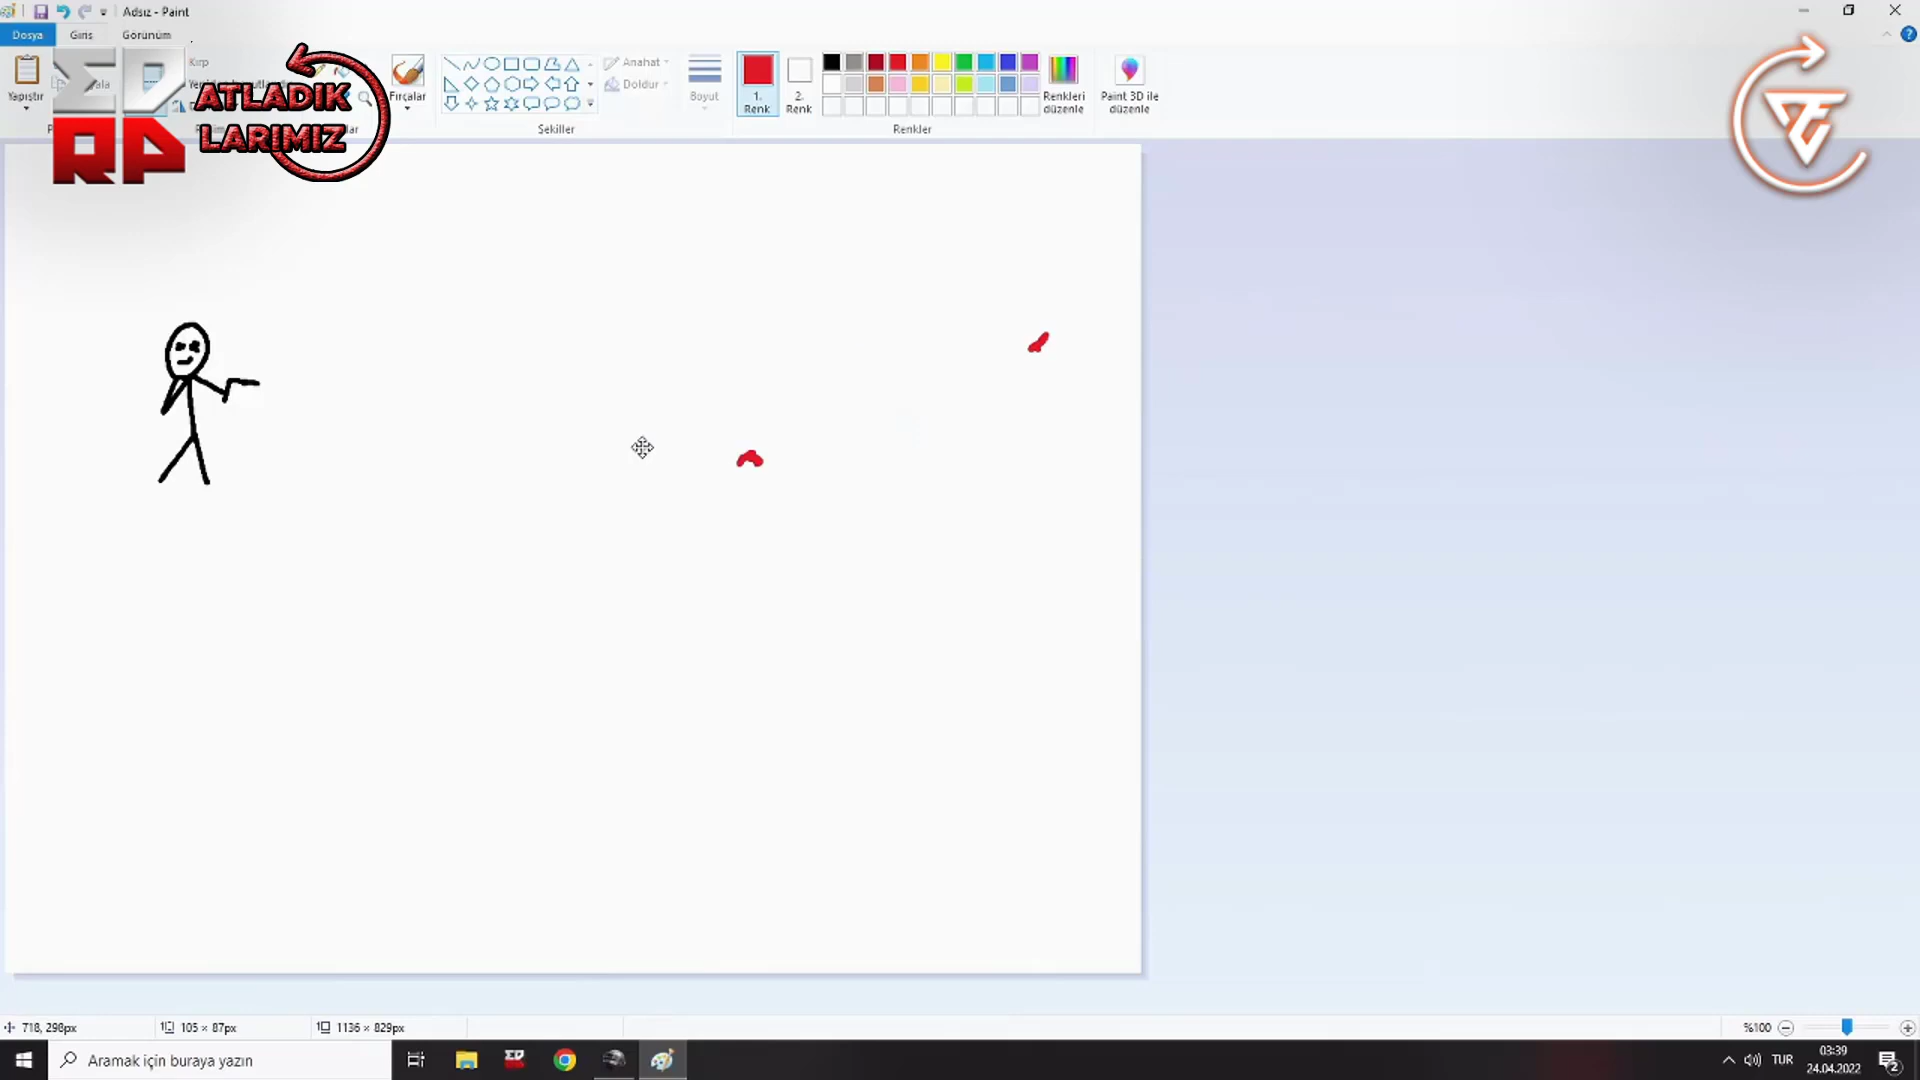 Adsız - Paint
Dosya Giriş Görünüm
Kırp
Yapıştır
ATLADIK
LARIMIZ
Fırçalar
Şekiller
Anahat
Doldur
Boyut
1.
Renk
2.
Renk
Renkler
Renkleri
düzenle
Paint 3D ile
düzenle
718, 298px 105 × 87px 1136 × 829px %100
Aramak için buraya yazın
TUR 03:39
24.04.2022
2